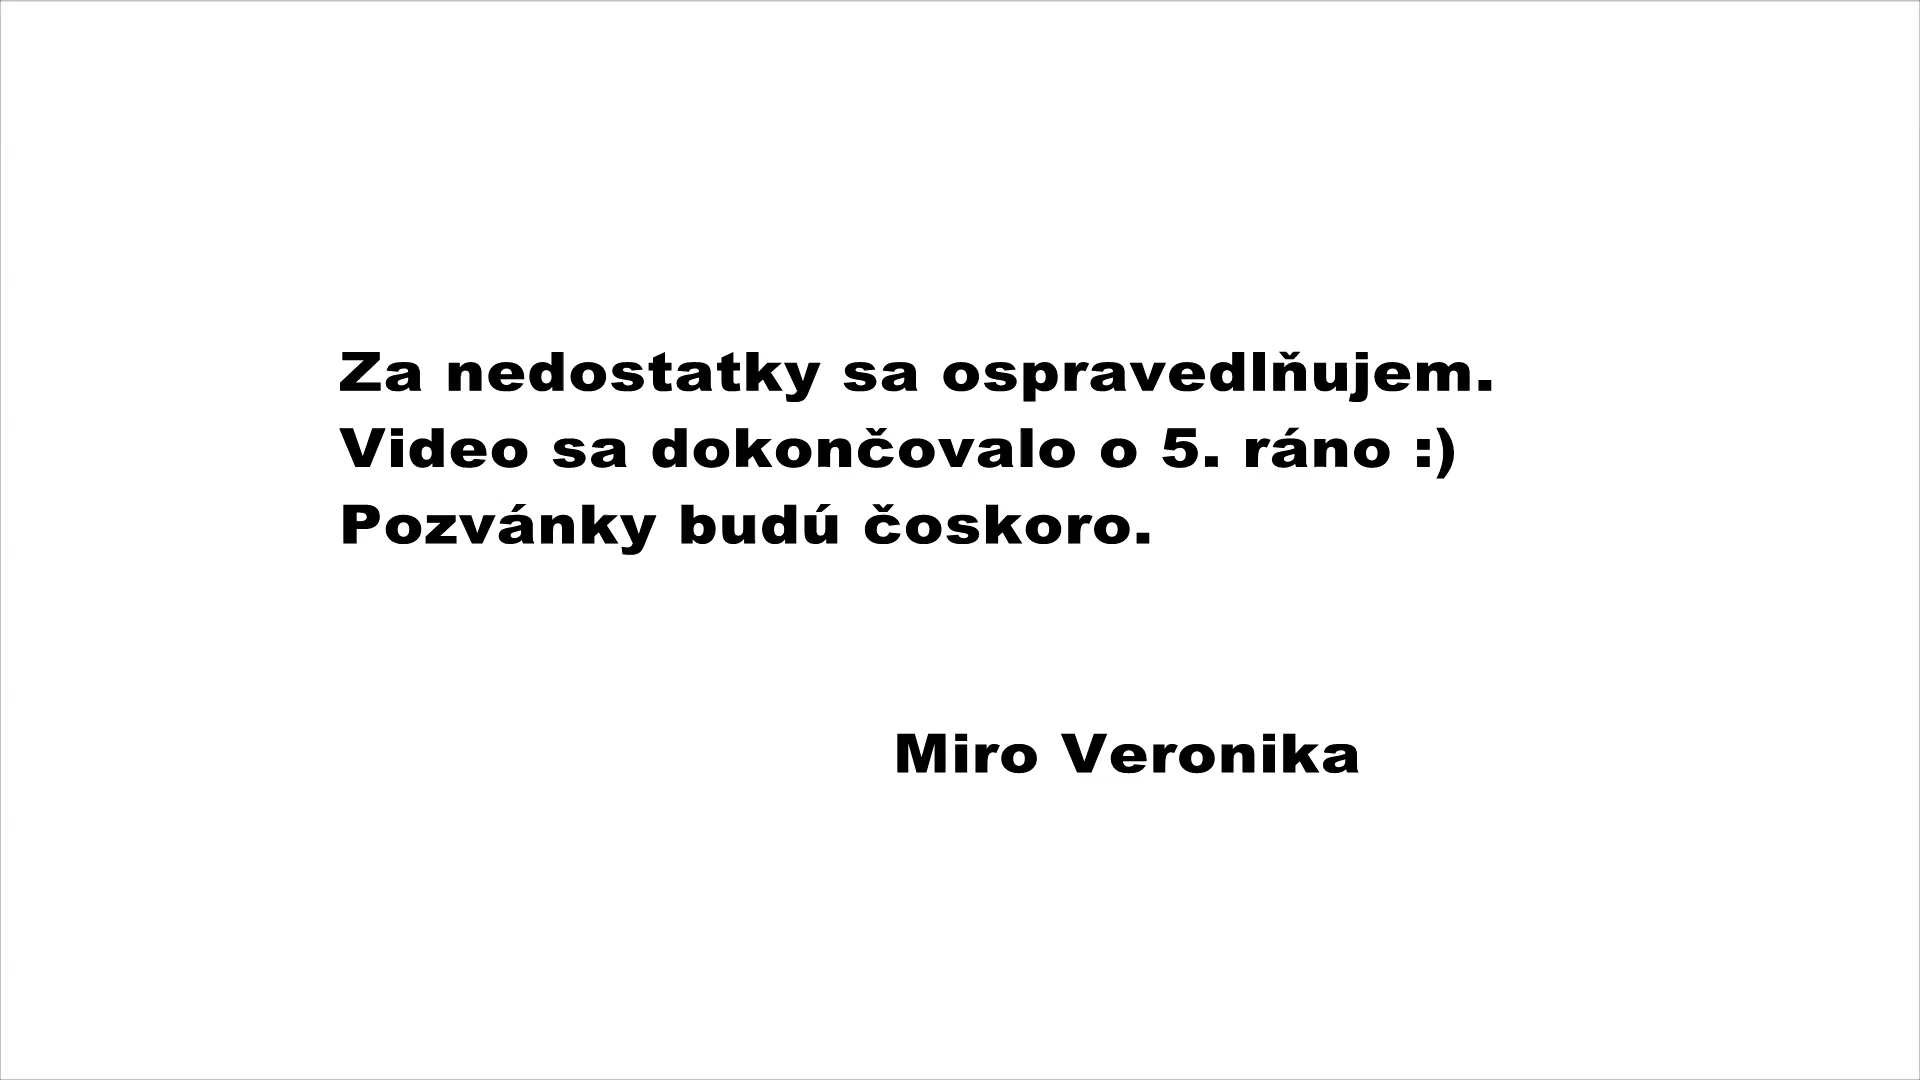 Za nedostatky sa ospravedlňujem.
Video sa dokončovalo o 5. ráno :)
Pozvánky budú čoskoro.
Miro Veronika